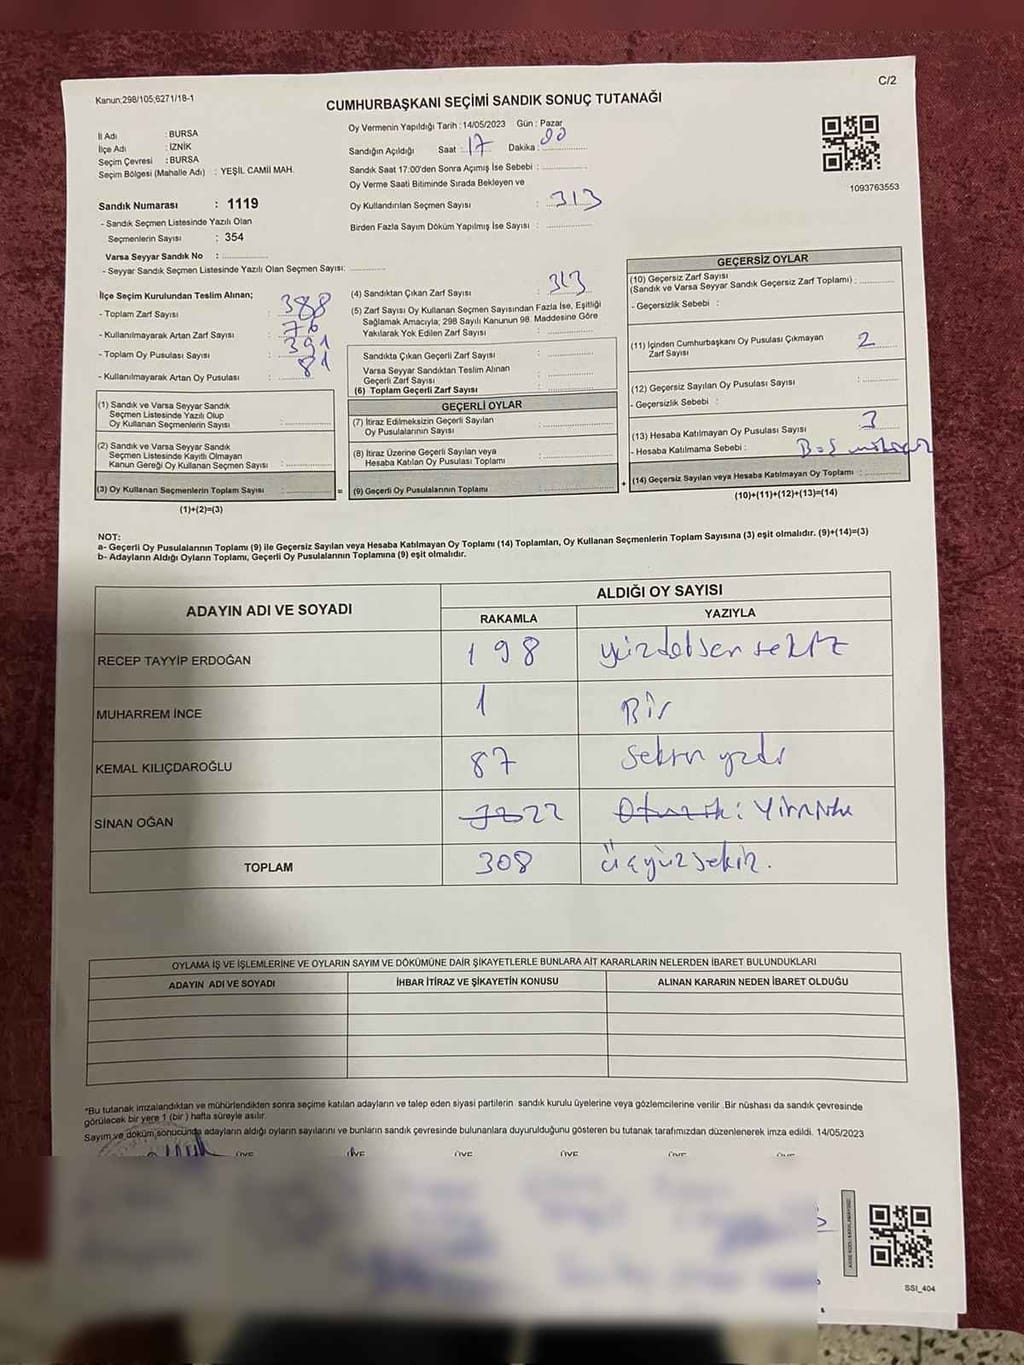 Kanun:298/105;6271/18-1
C/2
CUMHURBAŞKANI SEÇİMİ SANDIK SONUÇ TUTANAĞI
İl Adı : BURSA
İlçe Adı : İZNİK
Seçim Çevresi : BURSA
Seçim Bölgesi (Mahalle Adı) : YEŞİL CAMİİ MAH.
Oy Vermenin Yapıldığı Tarih : 14/05/2023 Gün : Pazar
Sandığın Açıldığı Saat : 17 Dakika : 00
Sandık Saat 17:00'den Sonra Açımış İse Sebebi :
Oy Verme Saati Bitiminde Sırada Bekleyen ve
Oy Kullandırılan Seçmen Sayısı : 313
Birden Fazla Sayım Döküm Yapılmış İse Sayısı :
1093763553
Sandık Numarası : 1119
- Sandık Seçmen Listesinde Yazılı Olan
Seçmenlerin Sayısı : 354
Varsa Seyyar Sandık No :
- Seyyar Sandık Seçmen Listesinde Yazılı Olan Seçmen Sayısı:
İlçe Seçim Kurulundan Teslim Alınan;
- Toplam Zarf Sayısı : 388
- Kullanılmayarak Artan Zarf Sayısı : 76
- Toplam Oy Pusulası Sayısı : 391
- Kullanılmayarak Artan Oy Pusulası : 81
(1) Sandık ve Varsa Seyyar Sandık
Seçmen Listesinde Yazılı Olup
Oy Kullanan Seçmenlerin Sayısı :
(2) Sandık ve Varsa Seyyar Sandık
Seçmen Listesinde Kayıtlı Olmayan
Kanun Gereği Oy Kullanan Seçmen Sayısı :
(3) Oy Kullanan Seçmenlerin Toplam Sayısı :
(1)+(2)=(3)
(4) Sandıktan Çıkan Zarf Sayısı : 313
(5) Zarf Sayısı Oy Kullanan Seçmen Sayısından Fazla İse, Eşitliği
Sağlamak Amacıyla; 298 Sayılı Kanunun 98. Maddesine Göre
Yakılarak Yok Edilen Zarf Sayısı :
Sandıkta Çıkan Geçerli Zarf Sayısı :
Varsa Seyyar Sandıktan Teslim Alınan
Geçerli Zarf Sayısı :
(6) Toplam Geçerli Zarf Sayısı :
GEÇERLİ OYLAR
(7) İtiraz Edilmeksizin Geçerli Sayılan
Oy Pusulalarının Sayısı :
(8) İtiraz Üzerine Geçerli Sayılan veya
Hesaba Katılan Oy Pusulası Toplamı :
= (9) Geçerli Oy Pusulalarının Toplamı :
GEÇERSİZ OYLAR
(10) Geçersiz Zarf Sayısı
(Sandık ve Varsa Seyyar Sandık Geçersiz Zarf Toplamı) :
- Geçersizlik Sebebi :
(11) İçinden Cumhurbaşkanı Oy Pusulası Çıkmayan
Zarf Sayısı : 2
(12) Geçersiz Sayılan Oy Pusulası Sayısı :
- Geçersizlik Sebebi :
(13) Hesaba Katılmayan Oy Pusulası Sayısı : 3
- Hesaba Katılmama Sebebi :
+ (14) Geçersiz Sayılan veya Hesaba Katılmayan Oy Toplamı :
(10)+(11)+(12)+(13)=(14)
NOT:
a- Geçerli Oy Pusulalarının Toplamı (9) ile Geçersiz Sayılan veya Hesaba Katılmayan Oy Toplamı (14) Toplamları, Oy Kullanan Seçmenlerin Toplam Sayısına (3) eşit olmalıdır. (9)+(14)=(3)
b- Adayların Aldığı Oyların Toplamı, Geçerli Oy Pusulalarının Toplamına (9) eşit olmalıdır.
ADAYIN ADI VE SOYADI
ALDIĞI OY SAYISI
RAKAMLA YAZIYLA
RECEP TAYYİP ERDOĞAN 198 yüzdoksan sekiz
MUHARREM İNCE 1 Bir
KEMAL KILIÇDAROĞLU 87 seksen yedi
SİNAN OĞAN 32 22 Otuziki: Yirmiiki
TOPLAM 308 üçyüzsekiz.
OYLAMA İŞ VE İŞLEMLERİNE VE OYLARIN SAYIM VE DÖKÜMÜNE DAİR ŞİKAYETLERLE BUNLARA AİT KARARLARIN NELERDEN İBARET BULUNDUKLARI
ADAYIN ADI VE SOYADI İHBAR İTİRAZ VE ŞİKAYETİN KONUSU ALINAN KARARIN NEDEN İBARET OLDUĞU
*Bu tutanak imzalandıktan ve mühürlendikten sonra seçime katılan adayların ve talep eden siyasi partilerin sandık kurulu üyelerine veya gözlemcilerine verilir .Bir nüshası da sandık çevresinde
görülecek bir yere 1 (bir ) hafta süreyle asılır.
Sayım ve döküm sonucunda adayların aldığı oyların sayılarını ve bunların sandık çevresinde bulunanlara duyurulduğunu gösteren bu tutanak tarafımızdan düzenlenerek imza edildi. 14/05/2023
ÜYE ÜYE ÜYE ÜYE ÜYE
SSI_404